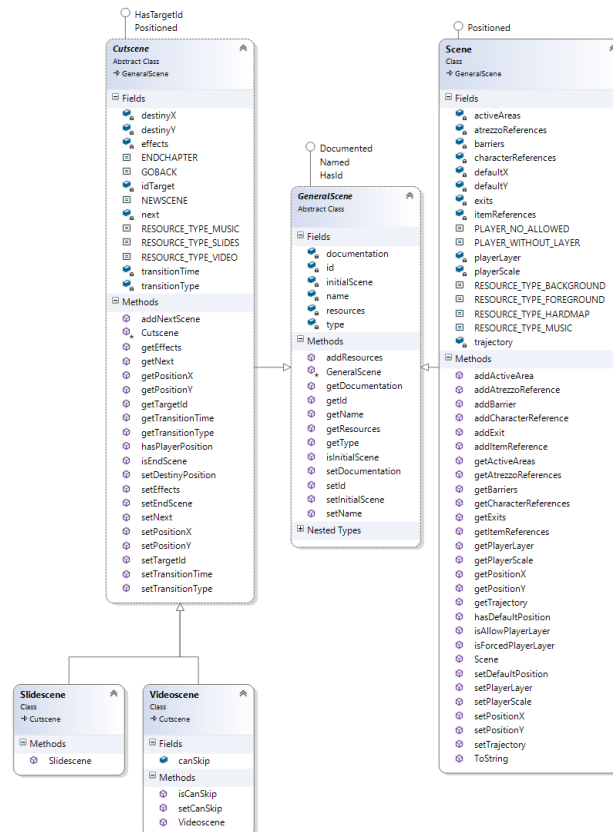 HasTargetId
Positioned
Cutscene
Abstract Class
GeneralScene
Fields
destinyX
destinyY
effects
ENDCHAPTER
GOBACK
idTarget
NEWSCENE
next
RESOURCE_TYPE_MUSIC
RESOURCE_TYPE_SLIDES
RESOURCE_TYPE_VIDEO
transitionTime
transitionType
Methods
addNextScene
Cutscene
getEffects
getNext
getPositionX
getPositionY
getTargetId
getTransitionTime
getTransitionType
hasPlayerPosition
isEndScene
setDestinyPosition
setEffects
setEndScene
setNext
setPositionX
setPositionY
setTargetId
setTransitionTime
setTransitionType
Documented
Named
HasId
GeneralScene
Abstract Class
Fields
documentation
id
initialScene
name
resources
type
Methods
addResources
GeneralScene
getDocumentation
getId
getName
getResources
getType
isInitialScene
setDocumentation
setId
setInitialScene
setName
Nested Types
Positioned
Scene
Class
GeneralScene
Fields
activeAreas
atrezzoReferences
barriers
characterReferences
defaultX
defaultY
exits
itemReferences
PLAYER_NO_ALLOWED
PLAYER_WITHOUT_LAYER
playerLayer
playerScale
RESOURCE_TYPE_BACKGROUND
RESOURCE_TYPE_FOREGROUND
RESOURCE_TYPE_HARDMAP
RESOURCE_TYPE_MUSIC
trajectory
Methods
addActiveArea
addAtrezzoReference
addBarrier
addCharacterReference
addExit
addItemReference
getActiveAreas
getAtrezzoReferences
getBarriers
getCharacterReferences
getExits
getItemReferences
getPlayerLayer
getPlayerScale
getPositionX
getPositionY
getTrajectory
hasDefaultPosition
isAllowPlayerLayer
isForcedPlayerLayer
Scene
setDefaultPosition
setPlayerLayer
setPlayerScale
setPositionX
setPositionY
setTrajectory
ToString
Slidescene
Class
Cutscene
Methods
Slidescene
Videoscene
Class
Cutscene
Fields
canSkip
Methods
isCanSkip
setCanSkip
Videoscene